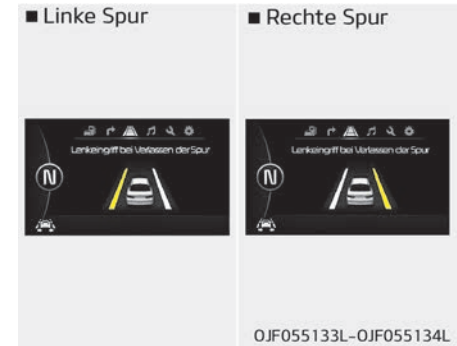 ■ Linke Spur
■ Rechte Spur
Lenkeingriff bei Verlassen der Spur
N
Lenkeingriff bei Verlassen der Spur
N
OJF055133L-OJF055134L